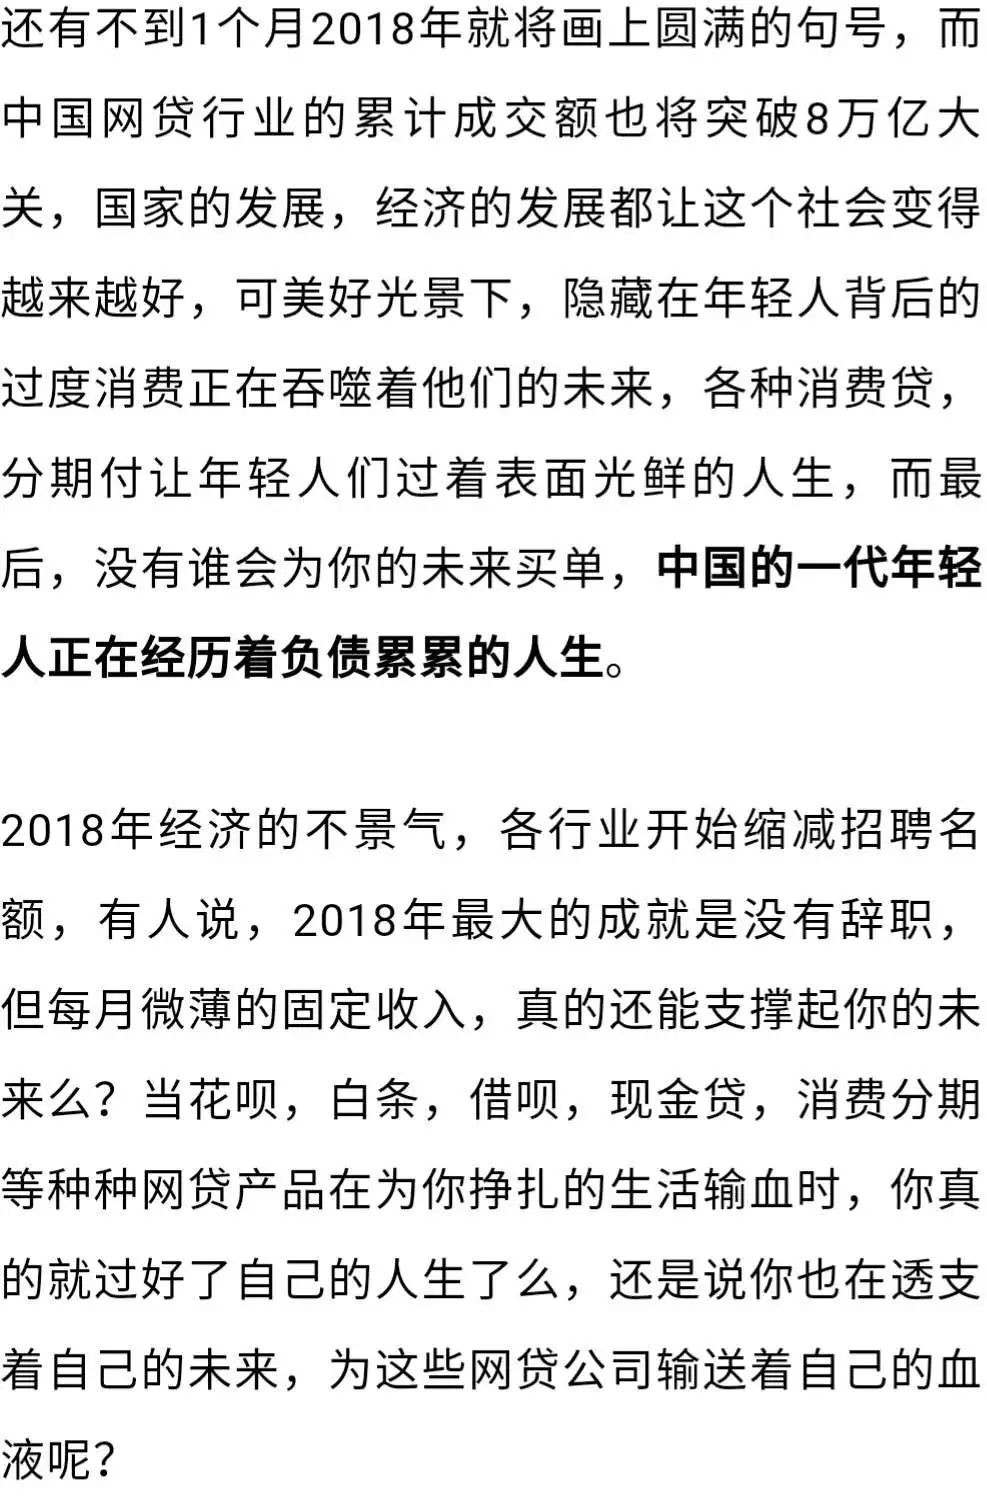 还有不到1个月2018年就将画上圆满的句号，而
中国网贷行业的累计成交额也将突破8万亿大
关，国家的发展，经济的发展都让这个社会变得
越来越好，可美好光景下，隐藏在年轻人背后的
过度消费正在吞噬着他们的未来，各种消费贷，
分期付让年轻人们过着表面光鲜的人生，而最
后，没有谁会为你的未来买单，中国的一代年轻
人正在经历着负债累累的人生。
2018年经济的不景气，各行业开始缩减招聘名
额，有人说，2018年最大的成就是没有辞职，
但每月微薄的固定收入，真的还能支撑起你的未
来么？当花呗，白条，借呗，现金贷，消费分期
等种种网贷产品在为你挣扎的生活输血时，你真
的就过好了自己的人生了么，还是说你也在透支
着自己的未来，为这些网贷公司输送着自己的血
液呢？